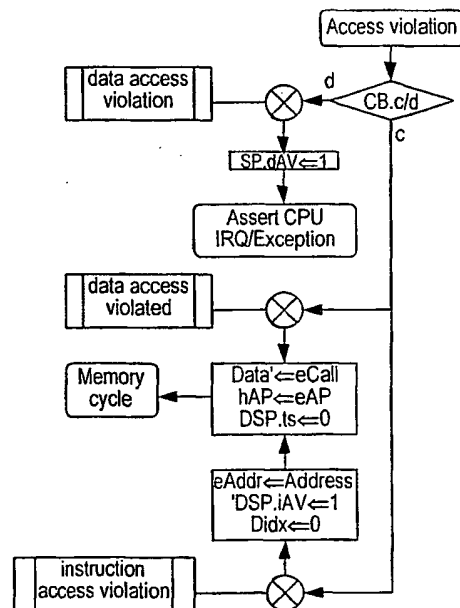 Access violation
data access
violation
d
CB.c/d
c
SP.dAV⇐1
Assert CPU
IRQ/Exception
data access
violated
Memory
cycle
Data'⇐eCall
hAP⇐eAP
DSP.ts⇐0
eAddr⇐Address
'DSP.iAV⇐1
Didx⇐0
instruction
access violation